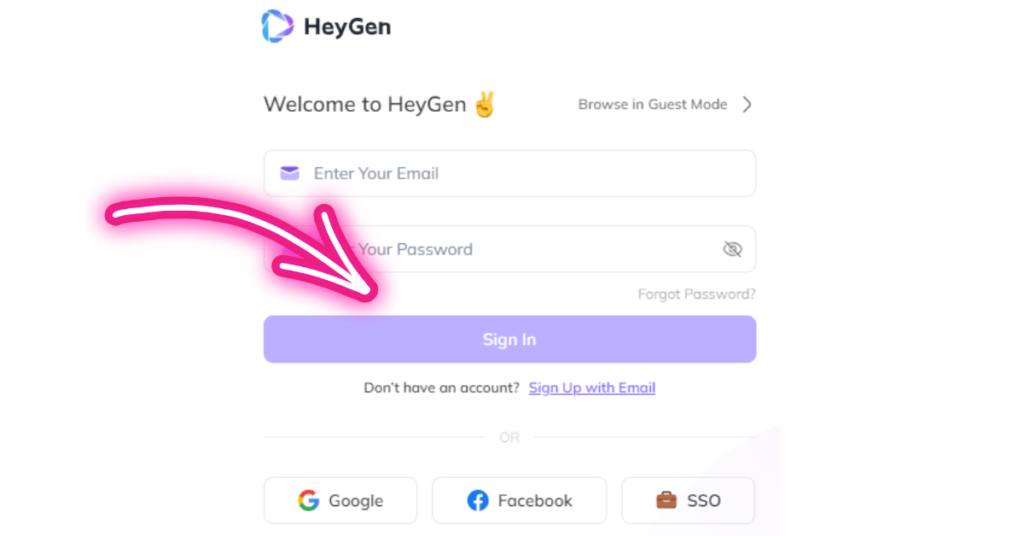 HeyGen
Welcome to HeyGen ✌️
Browse in Guest Mode
Enter Your Email
Your Password
Forgot Password?
Sign In
Don't have an account? Sign Up with Email
OR
Google
Facebook
SSO